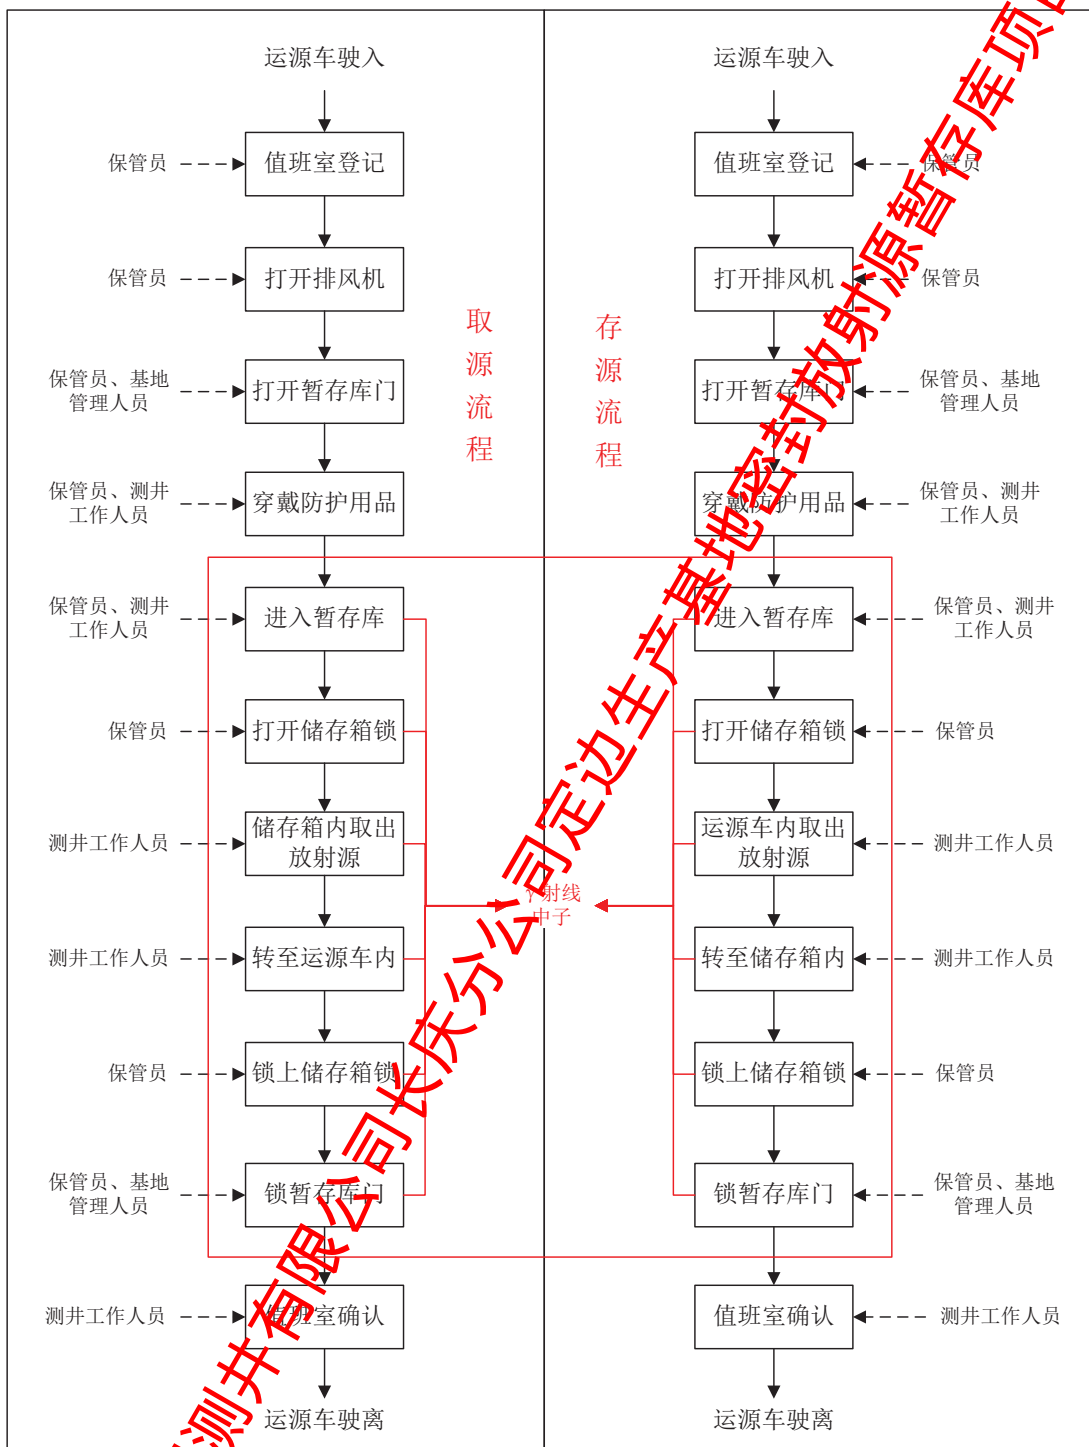 运源车驶入
保管员
值班室登记
保管员
打开排风机
保管员、基地
管理人员
打开暂存库门
保管员、测井
工作人员
穿戴防护用品
保管员、测井
工作人员
进入暂存库
保管员
打开储存箱锁
测井工作人员
储存箱内取出
放射源
测井工作人员
转至运源车内
保管员
锁上储存箱锁
保管员、基地
管理人员
锁暂存库门
测井工作人员
值班室确认
运源车驶离
取源流程
存源流程
γ射线
中子
运源车驶入
值班室登记
保管员
打开排风机
保管员
打开暂存库门
保管员、基地
管理人员
穿戴防护用品
保管员、测井
工作人员
进入暂存库
保管员、测井
工作人员
打开储存箱锁
保管员
运源车内取出
放射源
测井工作人员
转至储存箱内
测井工作人员
锁上储存箱锁
保管员
锁暂存库门
保管员、基地
管理人员
值班室确认
测井工作人员
运源车驶离
测井有限公司长庆分公司定边生产基地密封放射源暂存库项目